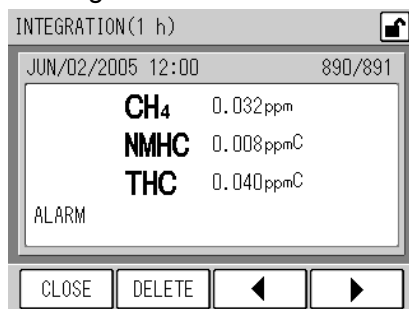 INTEGRATION(1 h)
JUN/02/2005 12:00 890/891
CH₄ 0.032ppm
NMHC 0.008ppmC
THC 0.040ppmC
ALARM
CLOSE DELETE ◀ ▶